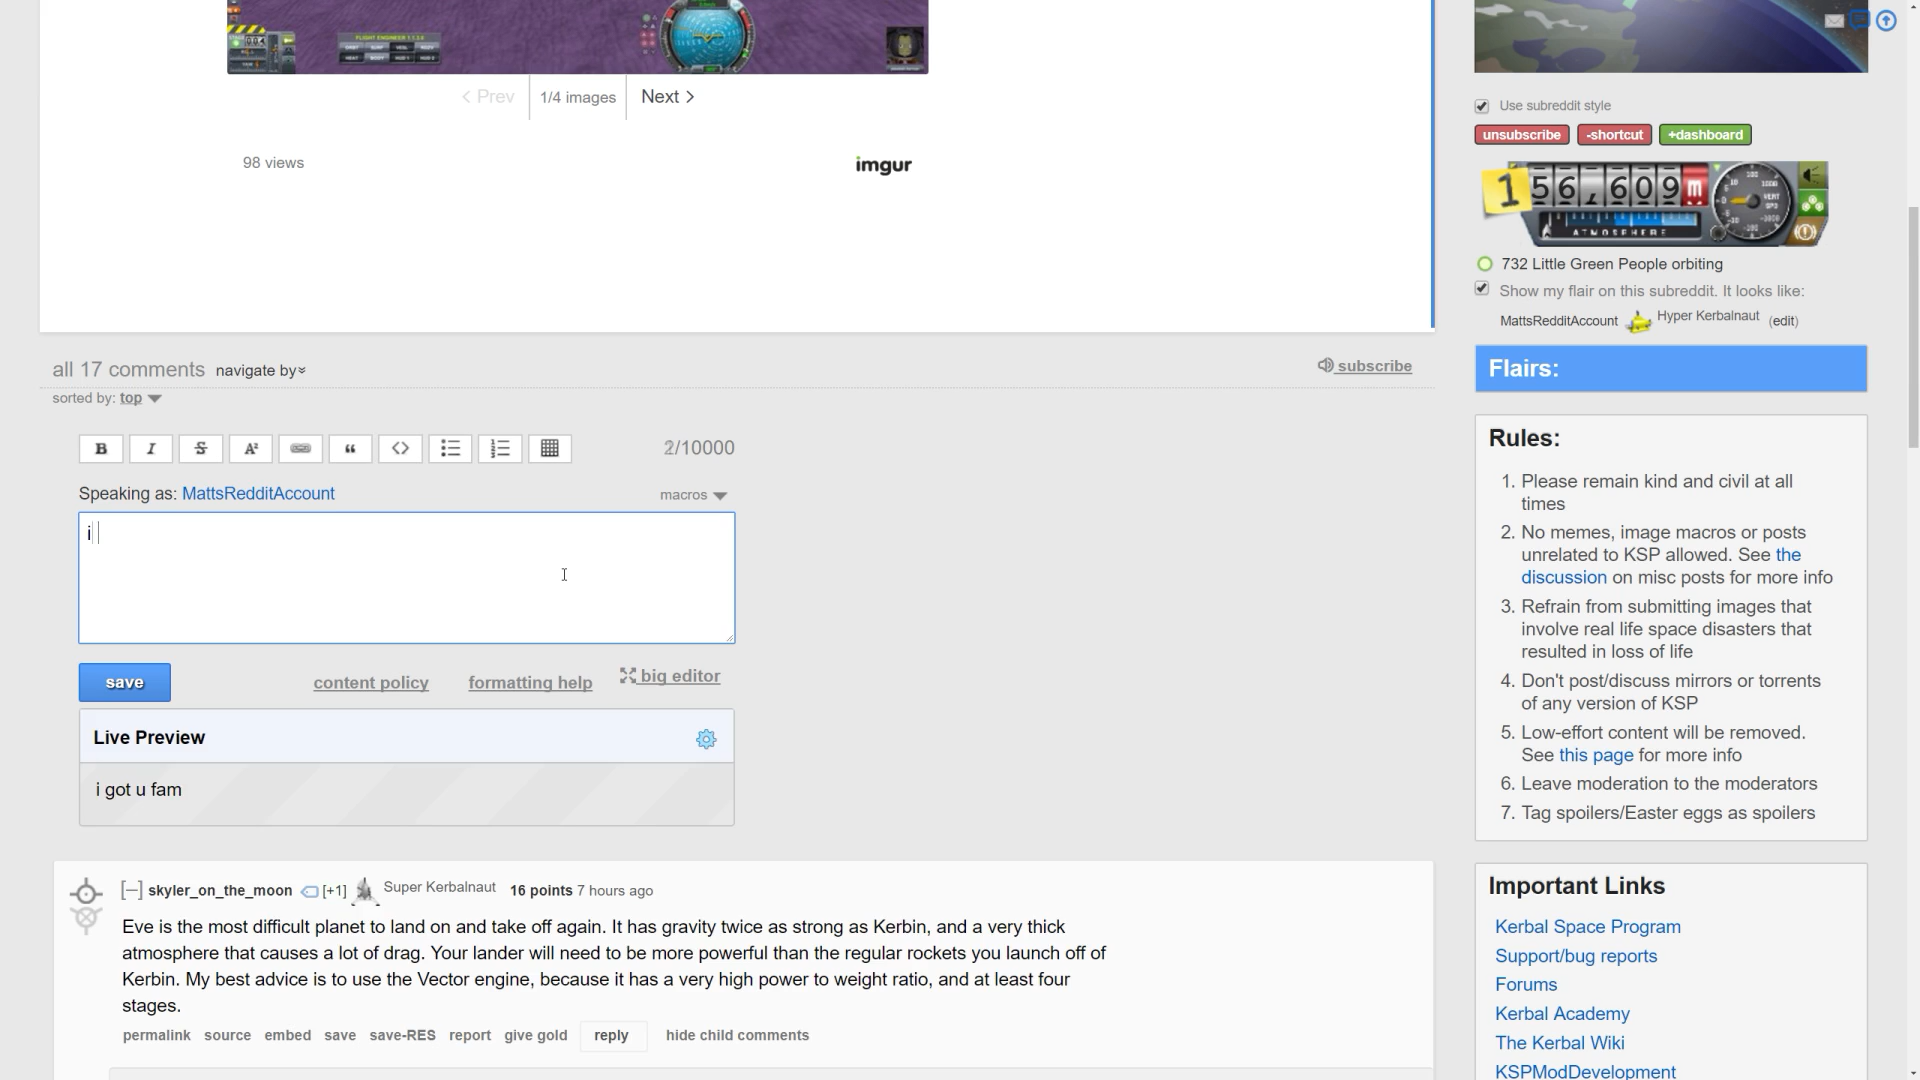 FLIGHT ENGINEER 1.1.2.0
< Prev
1/4 images
Next >
98 views
imgur
all 17 comments navigate by
subscribe
sorted by: top
B I S A² “ <>
2/10000
Speaking as: MattsRedditAccount
macros
i
save
content policy
formatting help
big editor
Live Preview
i got u fam
[–] skyler_on_the_moon [+1] Super Kerbalnaut 16 points 7 hours ago
Eve is the most difficult planet to land on and take off again. It has gravity twice as strong as Kerbin, and a very thick
atmosphere that causes a lot of drag. Your lander will need to be more powerful than the regular rockets you launch off of
Kerbin. My best advice is to use the Vector engine, because it has a very high power to weight ratio, and at least four
stages.
permalink source embed save save-RES report give gold reply hide child comments
Use subreddit style
unsubscribe -shortcut +dashboard
156,609m
ATMOSPHERE
732 Little Green People orbiting
Show my flair on this subreddit. It looks like:
MattsRedditAccount Hyper Kerbalnaut (edit)
Flairs:
Rules:
1. Please remain kind and civil at all
times
2. No memes, image macros or posts
unrelated to KSP allowed. See the
discussion on misc posts for more info
3. Refrain from submitting images that
involve real life space disasters that
resulted in loss of life
4. Don't post/discuss mirrors or torrents
of any version of KSP
5. Low-effort content will be removed.
See this page for more info
6. Leave moderation to the moderators
7. Tag spoilers/Easter eggs as spoilers
Important Links
Kerbal Space Program
Support/bug reports
Forums
Kerbal Academy
The Kerbal Wiki
KSPModDevelopment